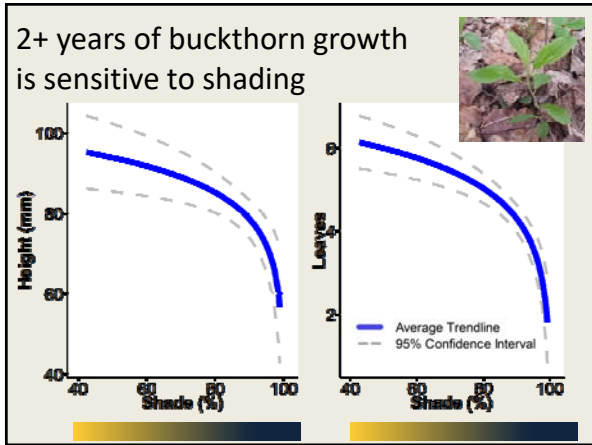 2+ years of buckthorn growth
is sensitive to shading
Height (mm)
100
80
60
40
40 60 80 100
Shade (%)
Leaves
6
4
2
Average Trendline
95% Confidence Interval
40 60 80 100
Shade (%)